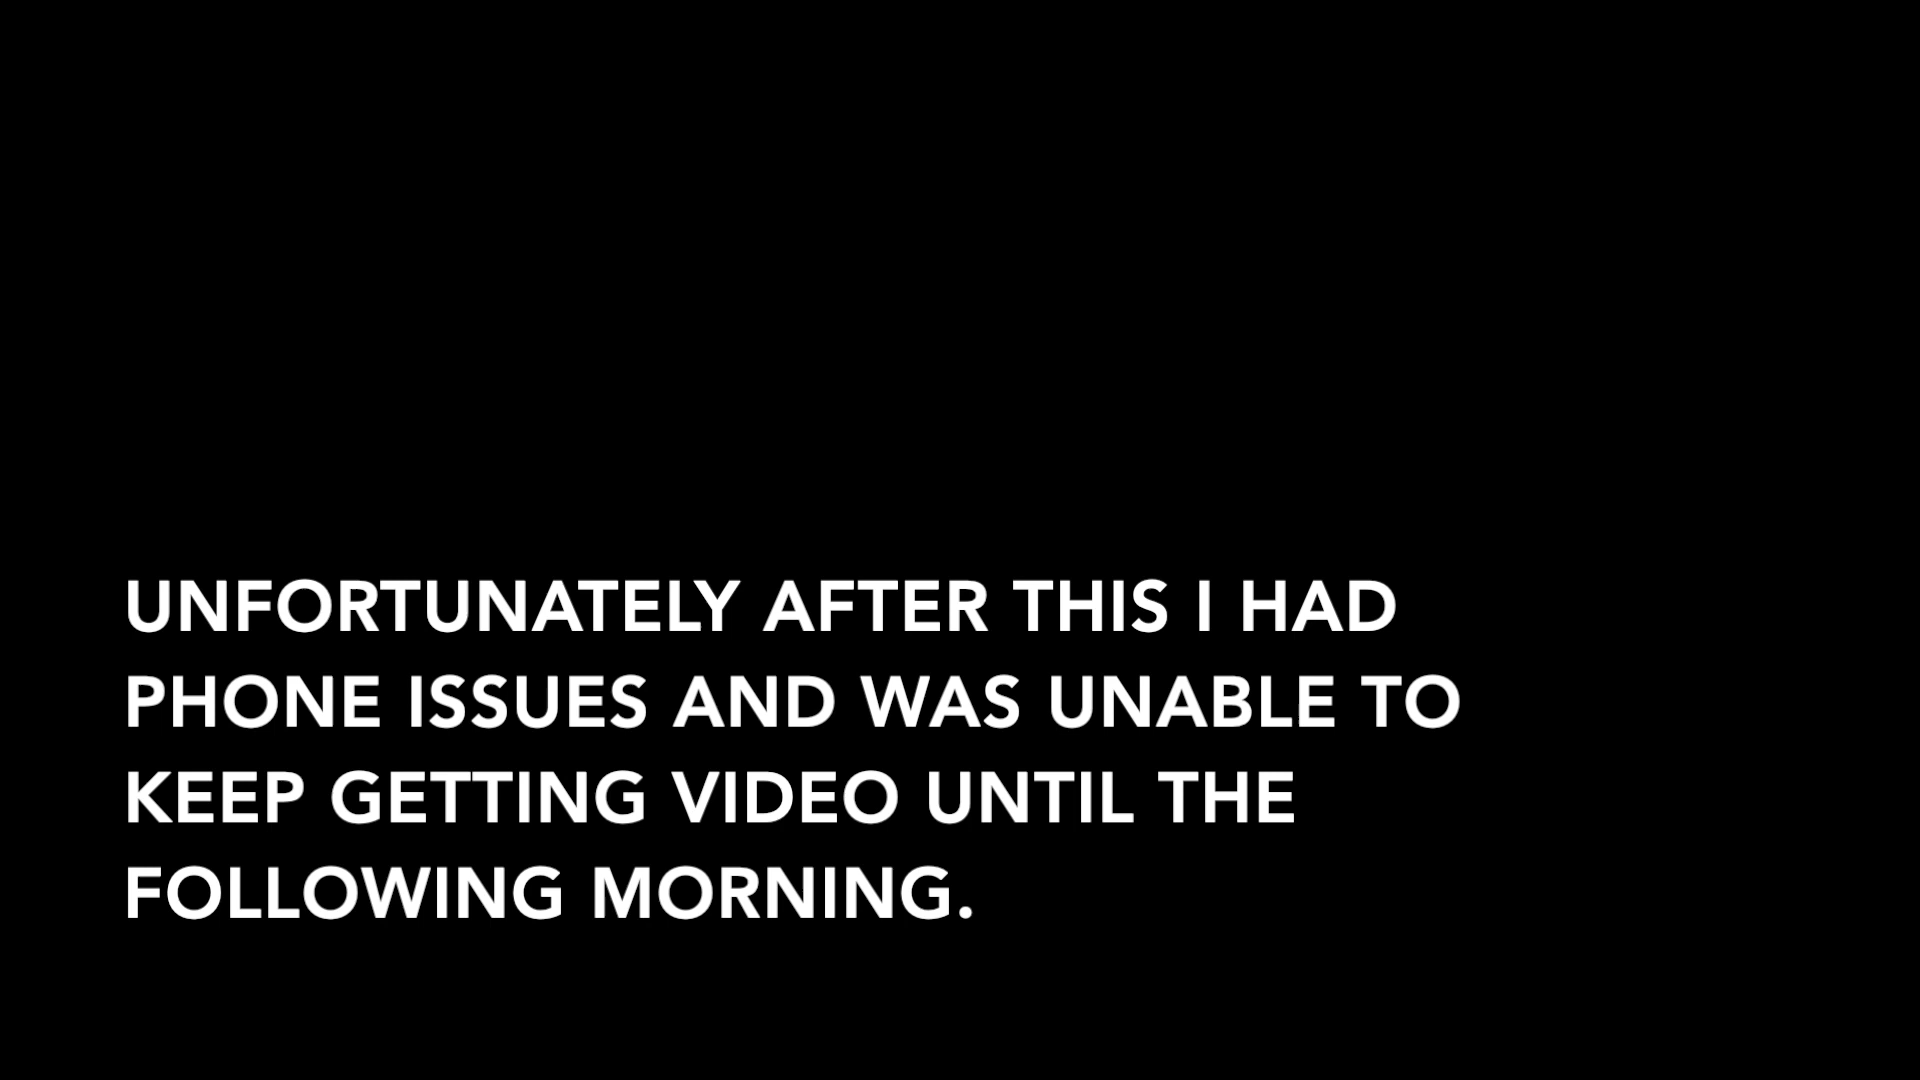 UNFORTUNATELY AFTER THIS I HAD
PHONE ISSUES AND WAS UNABLE TO
KEEP GETTING VIDEO UNTIL THE
FOLLOWING MORNING.